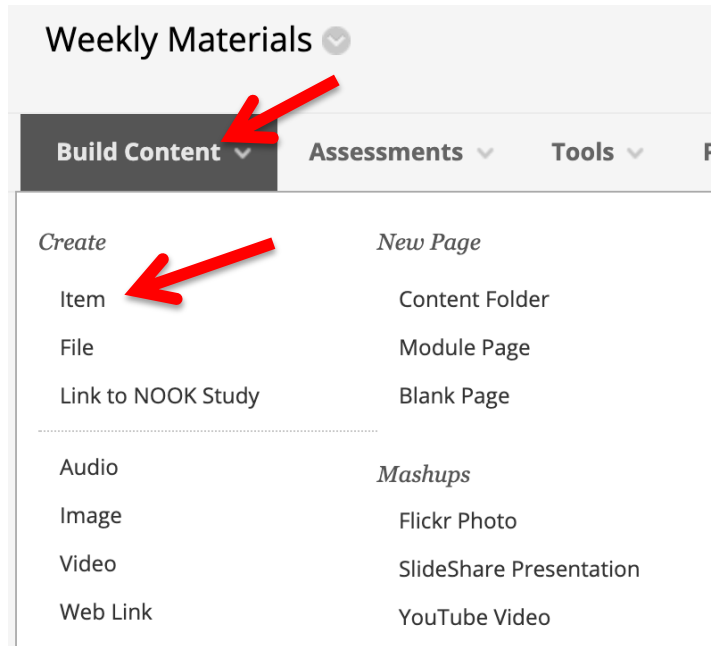 Weekly Materials
Build Content Assessments Tools
Create
Item
File
Link to NOOK Study
Audio
Image
Video
Web Link
New Page
Content Folder
Module Page
Blank Page
Mashups
Flickr Photo
SlideShare Presentation
YouTube Video